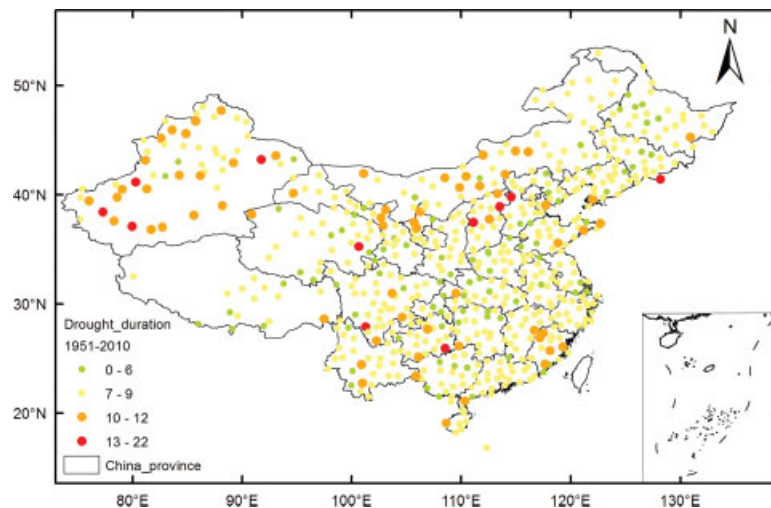 N
50°N
40°N
30°N
20°N
Drought_duration
1951-2010
0 - 6
7 - 9
10 - 12
13 - 22
China_province
80°E 90°E 100°E 110°E 120°E 130°E